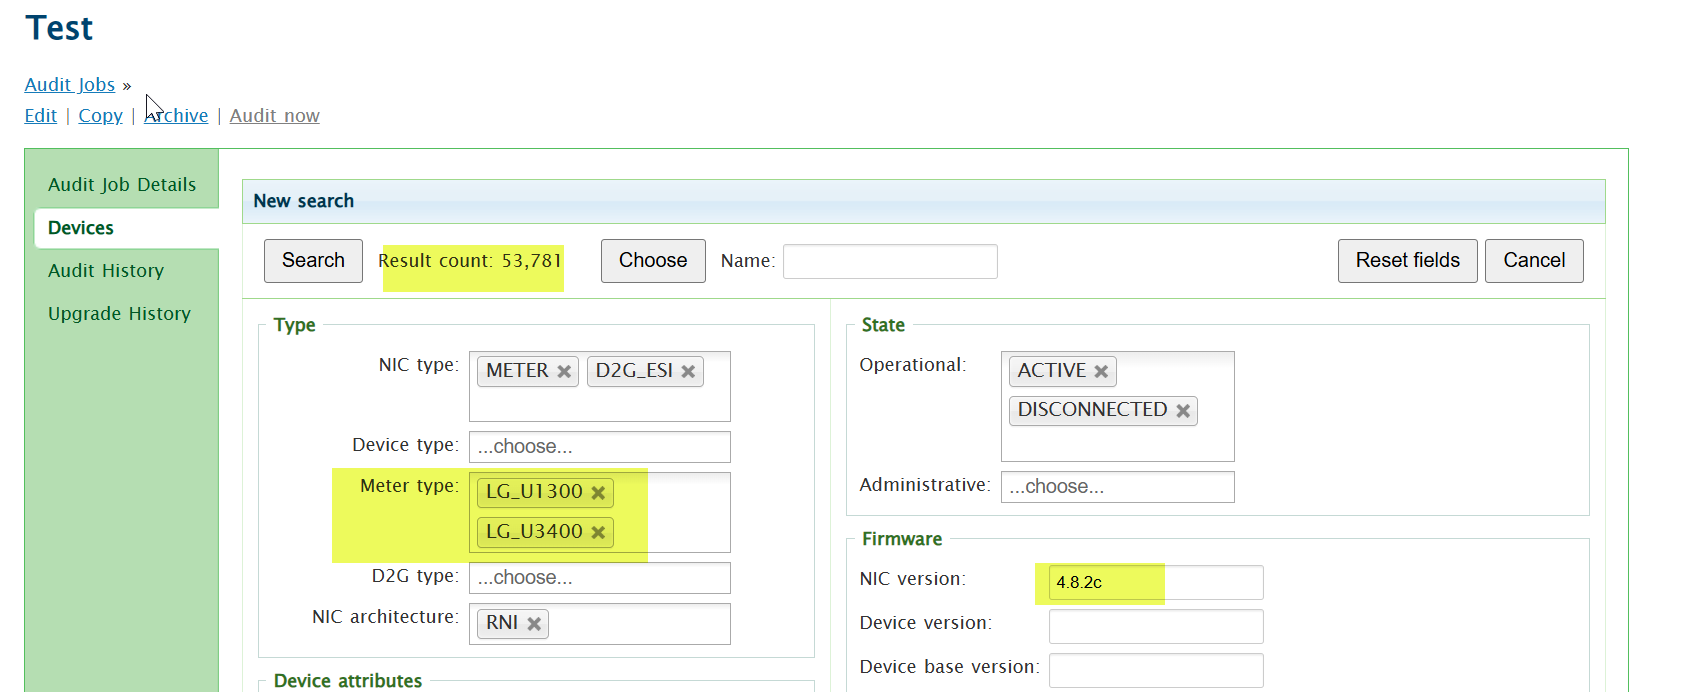 Test
Audit Jobs »
Edit | Copy | Archive | Audit now
Audit Job Details
Devices
Audit History
Upgrade History
New search
Search Result count: 53,781 Choose Name: Reset fields Cancel
Type
NIC type: METER D2G_ESI
Device type: ...choose...
Meter type: LG_U1300
LG_U3400
D2G type: ...choose...
NIC architecture: RNI
Device attributes
State
Operational: ACTIVE
DISCONNECTED
Administrative: ...choose...
Firmware
NIC version: 4.8.2c
Device version:
Device base version: